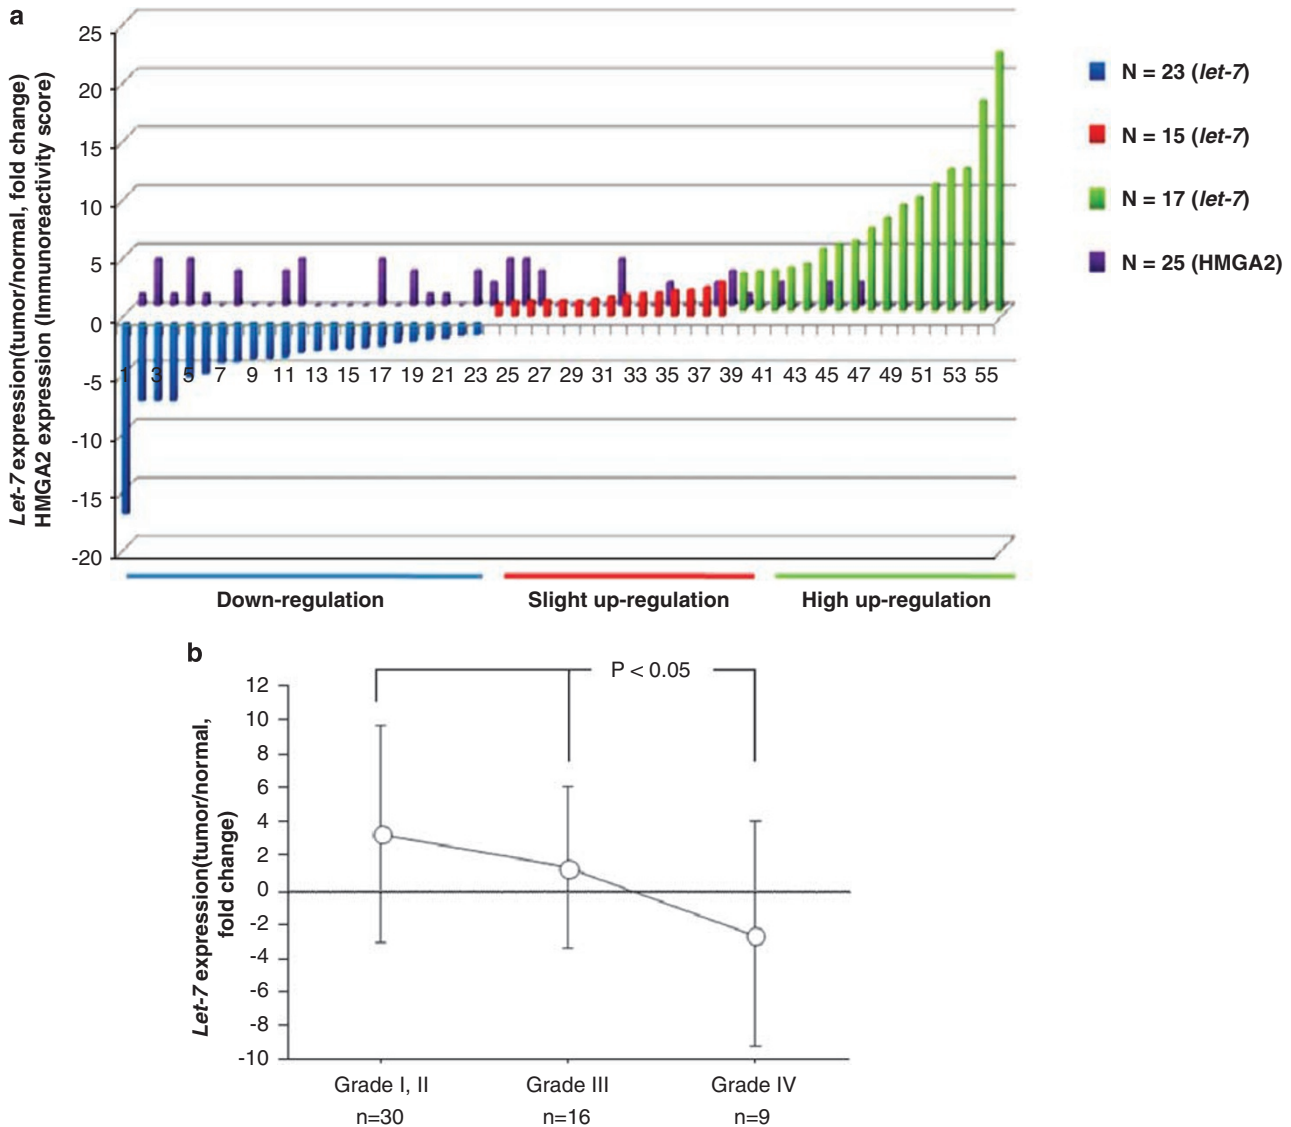 a
Let-7 expression(tumor/normal, fold change)
HMGA2 expression (Immunoreactivity score)
25
20
15
10
5
0
-5
-10
-15
-20
1 3 5 7 9 11 13 15 17 19 21 23 25 27 29 31 33 35 37 39 41 43 45 47 49 51 53 55
Down-regulation Slight up-regulation High up-regulation
N = 23 (let-7)
N = 15 (let-7)
N = 17 (let-7)
N = 25 (HMGA2)
b
P < 0.05
Let-7 expression(tumor/normal,
fold change)
12
10
8
6
4
2
0
-2
-4
-6
-8
-10
Grade I, II Grade III Grade IV
n=30 n=16 n=9